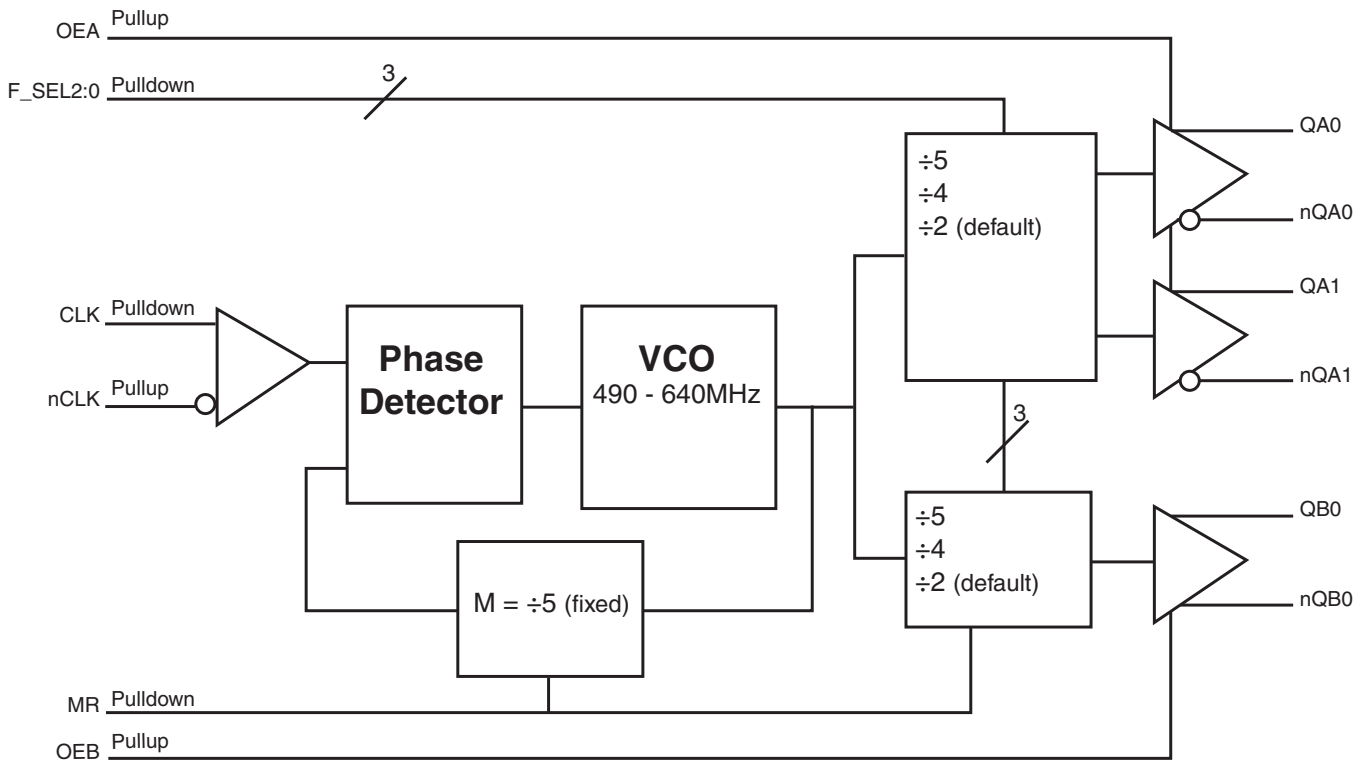 OEA Pullup
F_SEL2:0 Pulldown
3
QA0
÷5
÷4
÷2 (default)
nQA0
QA1
CLK Pulldown
Phase
Detector
VCO
490 - 640MHz
nCLK Pullup
nQA1
3
QB0
÷5
÷4
÷2 (default)
M = ÷5 (fixed)
nQB0
MR Pulldown
OEB Pullup